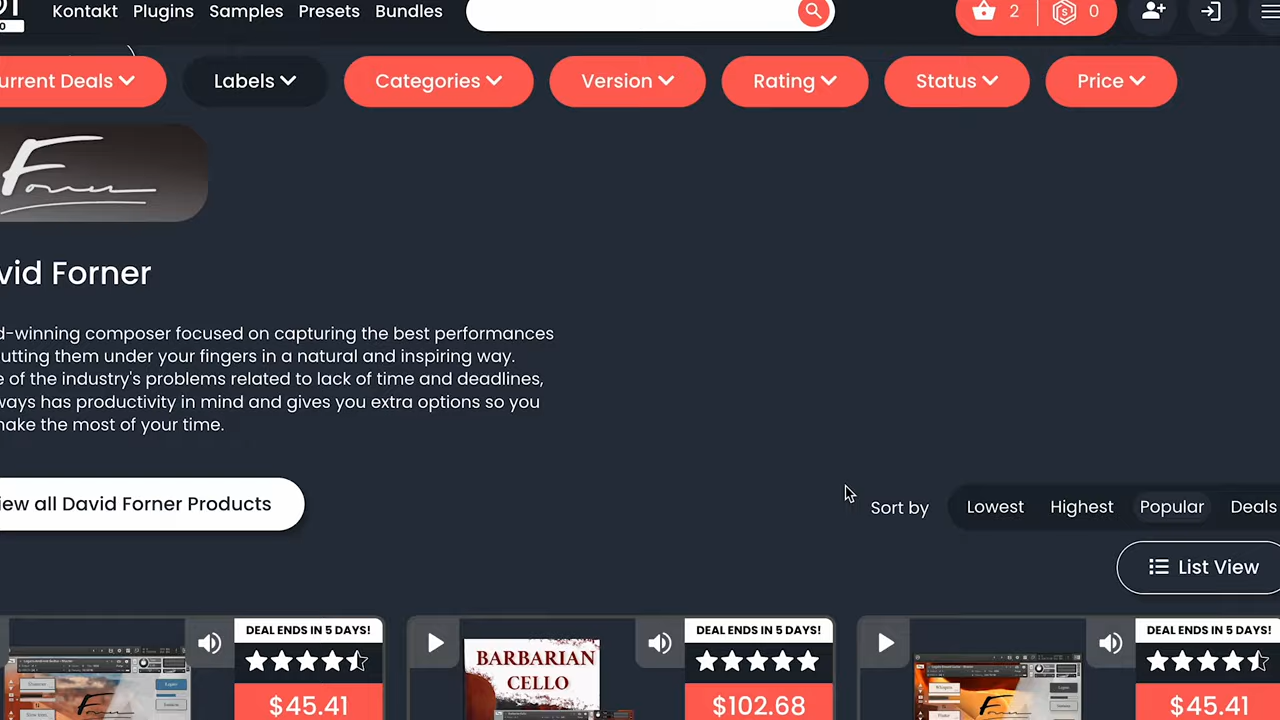 Kontakt Plugins Samples Presets Bundles
2 0
urrent Deals Labels Categories Version Rating Status Price
Forner
vid Forner
d-winning composer focused on capturing the best performances
utting them under your fingers in a natural and inspiring way.
e of the industry's problems related to lack of time and deadlines,
ways has productivity in mind and gives you extra options so you
nake the most of your time.
iew all David Forner Products
Sort by Lowest Highest Popular Deals
List View
DEAL ENDS IN 5 DAYS!
$45.41
BARBARIAN
CELLO
DEAL ENDS IN 5 DAYS!
$102.68
DEAL ENDS IN 5 DAYS!
$45.41